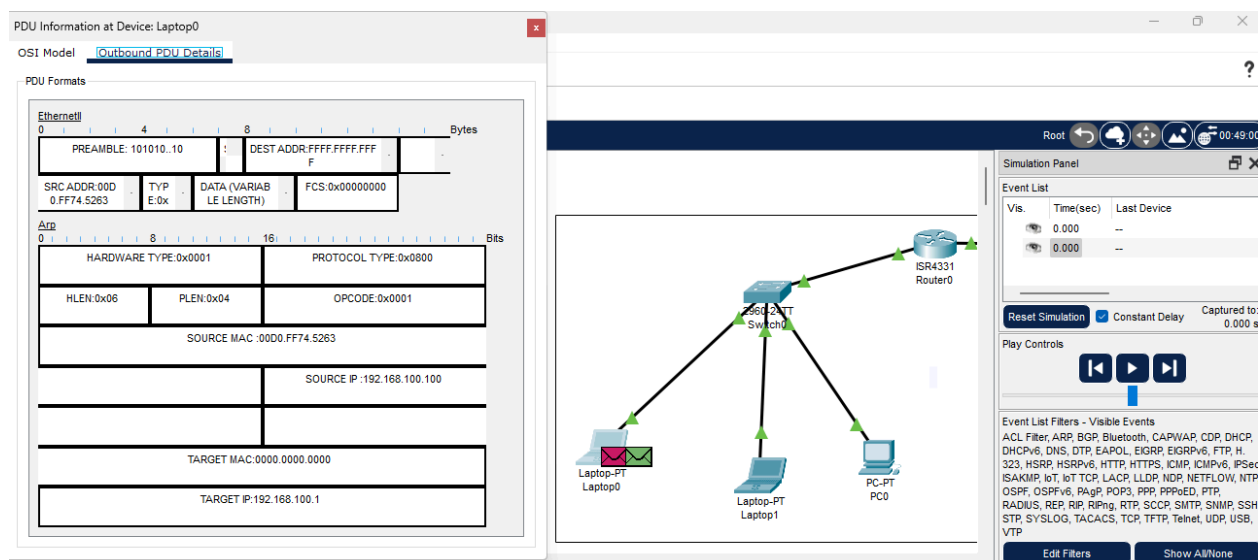 PDU Information at Device: Laptop0
x
OSI Model Outbound PDU Details
PDU Formats
EthernetII
0 4 8 Bytes
PREAMBLE: 101010..10
DEST ADDR:FFFF.FFFF.FFF
F
SRC ADDR:00D
0.FF74.5263
TYP
E:0x
DATA (VARIAB
LE LENGTH)
FCS:0x00000000
Arp
0 8 16 Bits
HARDWARE TYPE:0x0001 PROTOCOL TYPE:0x0800
HLEN:0x06 PLEN:0x04 OPCODE:0x0001
SOURCE MAC :00D0.FF74.5263
SOURCE IP :192.168.100.100
TARGET MAC:0000.0000.0000
TARGET IP:192.168.100.1
?
Root 00:49:00
ISR4331
Router0
2960-24TT
Switch0
Laptop-PT
Laptop0
Laptop-PT
Laptop1
PC-PT
PC0
Simulation Panel
Event List
Vis. Time(sec) Last Device
0.000 --
0.000 --
Reset Simulation Constant Delay Captured to:
0.000 s
Play Controls
Event List Filters - Visible Events
ACL Filter, ARP, BGP, Bluetooth, CAPWAP, CDP, DHCP,
DHCPv6, DNS, DTP, EAPOL, EIGRP, EIGRPv6, FTP, H.
323, HSRP, HSRPv6, HTTP, HTTPS, ICMP, ICMPv6, IPSec,
ISAKMP, IoT, IoT TCP, LACP, LLDP, NDP, NETFLOW, NTP,
OSPF, OSPFv6, PAgP, POP3, PPP, PPPoED, PTP,
RADIUS, REP, RIP, RIPng, RTP, SCCP, SMTP, SNMP, SSH,
STP, SYSLOG, TACACS, TCP, TFTP, Telnet, UDP, USB,
VTP
Edit Filters Show All/None